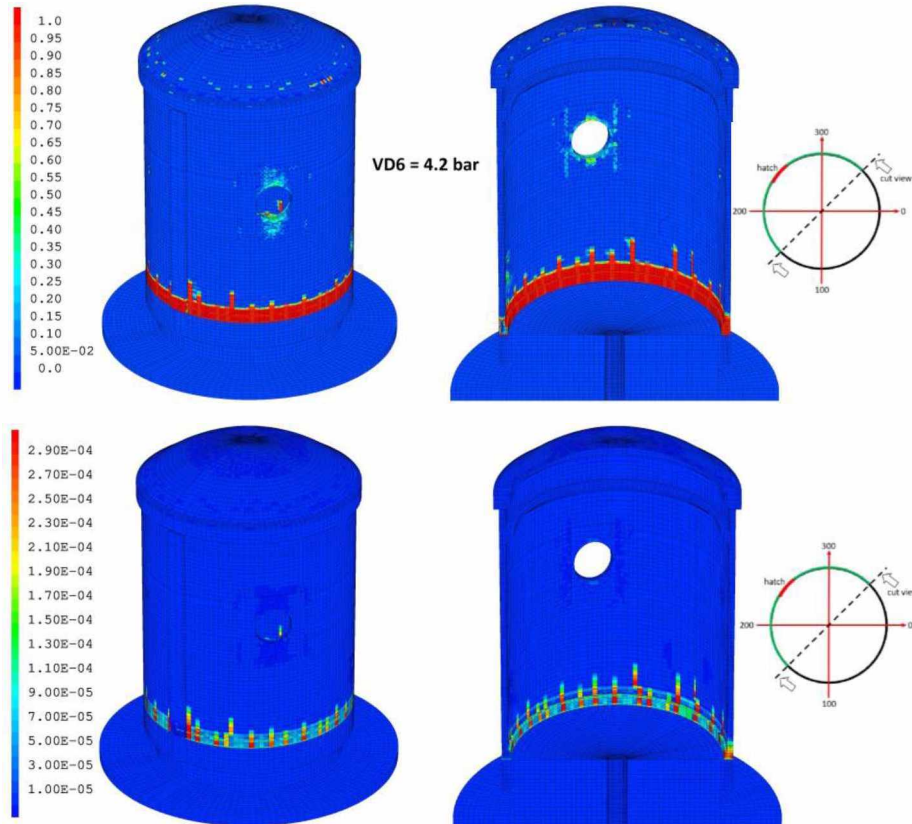 1.0
0.95
0.90
0.85
0.80
0.75
0.70
0.65
0.60
0.55
0.50
0.45
0.40
0.35
0.30
0.25
0.20
0.15
0.10
5.00E-02
0.0
VD6 = 4.2 bar
300
hatch
cut view
200
0
100
2.90E-04
2.70E-04
2.50E-04
2.30E-04
2.10E-04
1.90E-04
1.70E-04
1.50E-04
1.30E-04
1.10E-04
9.00E-05
7.00E-05
5.00E-05
3.00E-05
1.00E-05
300
hatch
cut view
200
0
100